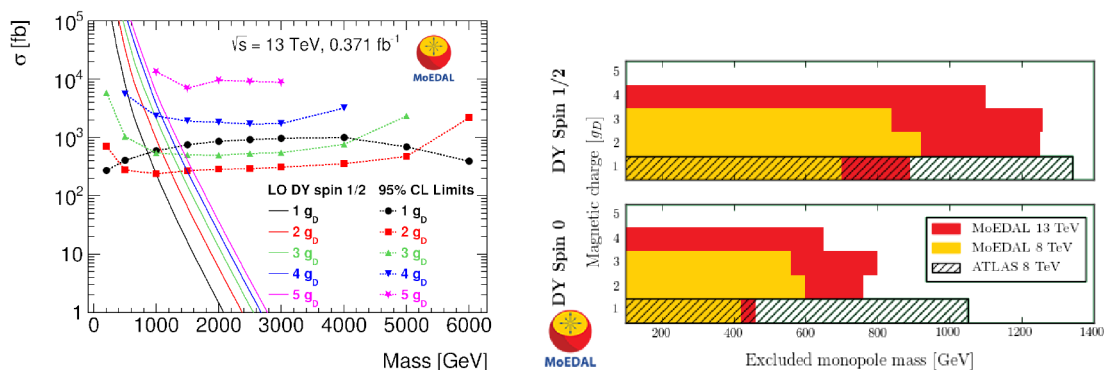 σ [fb]
10^5
10^4
10^3
10^2
10
1
√s = 13 TeV, 0.371 fb^-1
MoEDAL
LO DY spin 1/2
1 g_D
2 g_D
3 g_D
4 g_D
5 g_D
95% CL Limits
1 g_D
2 g_D
3 g_D
4 g_D
5 g_D
0 1000 2000 3000 4000 5000 6000
Mass [GeV]
DY Spin 1/2
5
4
3
2
1
Magnetic charge [g_D]
DY Spin 0
5
4
3
2
1
MoEDAL 13 TeV
MoEDAL 8 TeV
ATLAS 8 TeV
200 400 600 800 1000 1200 1400
Excluded monopole mass [GeV]
MoEDAL